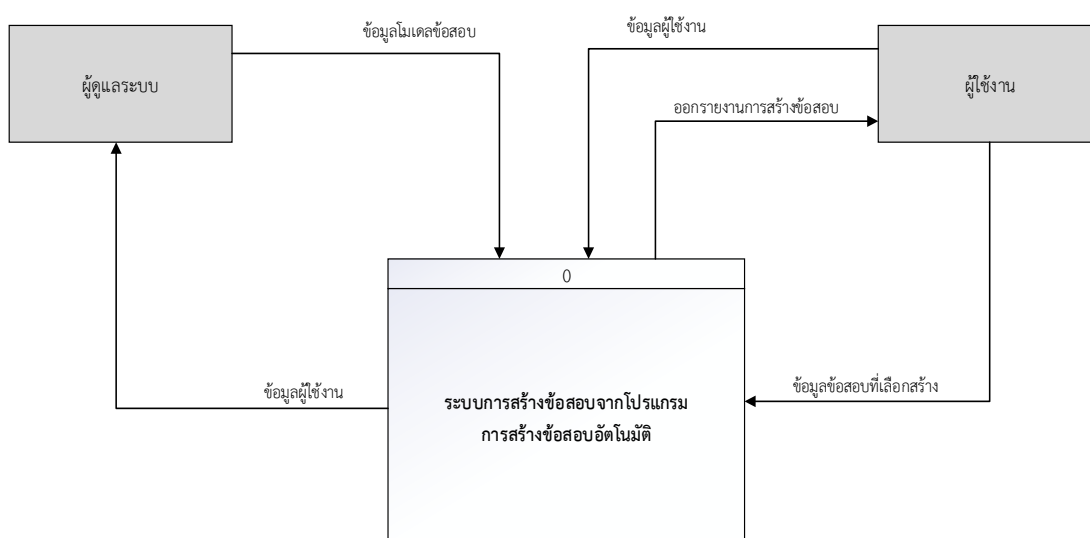 ข้อมูลโมเดลข้อสอบ
ข้อมูลผู้ใช้งาน
ผู้ดูแลระบบ
ผู้ใช้งาน
ออกรายงานการสร้างข้อสอบ
0
ข้อมูลผู้ใช้งาน
ข้อมูลข้อสอบที่เลือกสร้าง
ระบบการสร้างข้อสอบจากโปรแกรม
การสร้างข้อสอบอัตโนมัติ